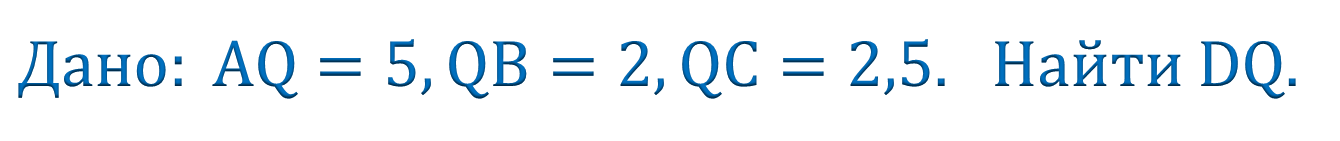 Дано: AQ = 5, QB = 2, QC = 2,5. Найти DQ.